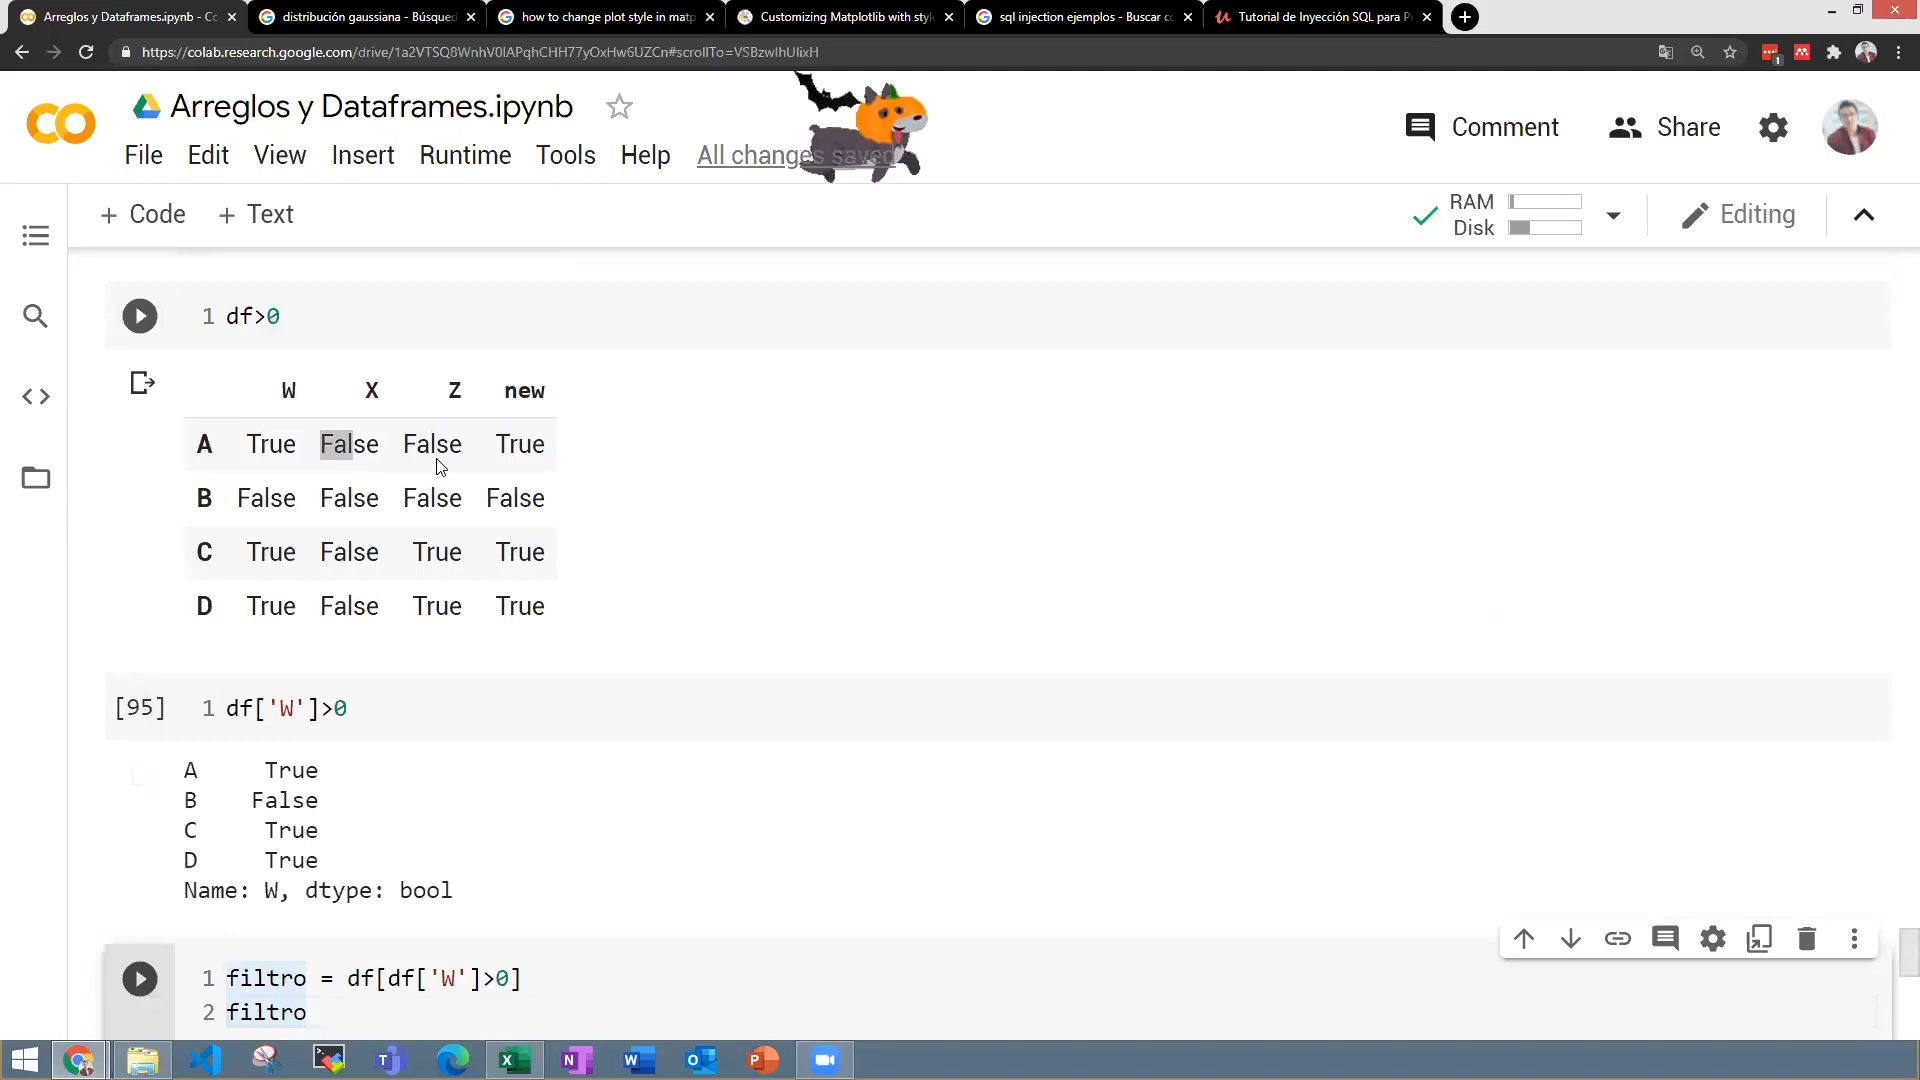 Arreglos y Dataframes.ipynb - Cc
distribución gaussiana - Búsqued
how to change plot style in matp
Customizing Matplotlib with styl
sql injection ejemplos - Buscar co
Tutorial de Inyección SQL para P
https://colab.research.google.com/drive/1a2VTSQ8WnhV0IAPqhCHH77yOxHw6UZCn#scrollTo=VSBzwIhUlixH
Arreglos y Dataframes.ipynb
Comment
Share
File Edit View Insert Runtime Tools Help All changes saved
+ Code + Text
RAM
Disk
Editing
1 df>0
W X Z new
A True False False True
B False False False False
C True False True True
D True False True True
[95] 1 df['W']>0
A True
B False
C True
D True
Name: W, dtype: bool
1 filtro = df[df['W']>0]
2 filtro